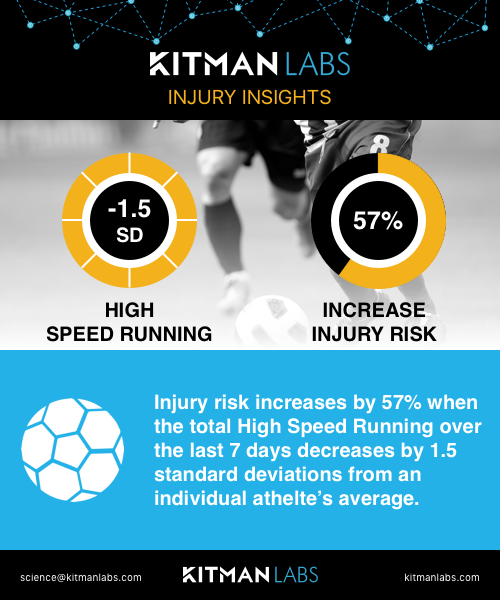 KITMAN LABS
INJURY INSIGHTS
8
-1.5
SD
57%
HIGH
SPEED RUNNING
INCREASE
INJURY RISK
Injury risk increases by 57% when
the total High Speed Running over
the last 7 days decreases by 1.5
standard deviations from an
individual athelte's average.
science@kitmanlabs.com
KITMAN LABS
kitmanlabs.com